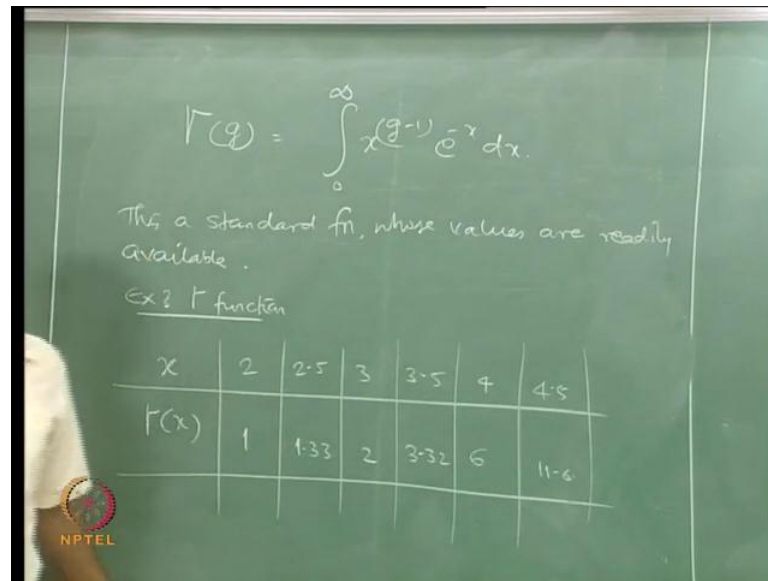 Γ(g) = ∫₀^∞ x^(g-1) e^-x dx.
This a standard fn, whose values are readily
available.
Ex: Γ function
x 2 2.5 3 3.5 4 4.5
Γ(x) 1 1.33 2 3.32 6 11.6
NPTEL